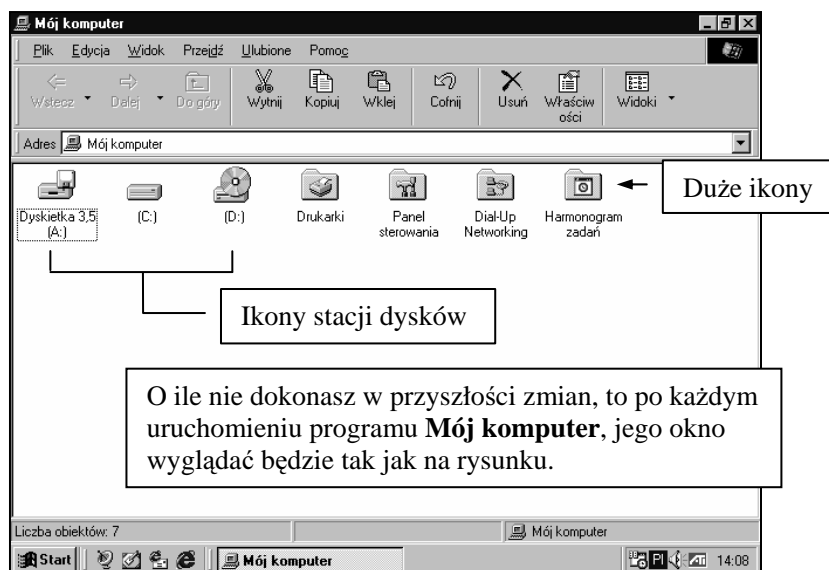 Mój komputer
Plik Edycja Widok Przejdź Ulubione Pomoc
Wstecz Dalej Do góry Wytnij Kopiuj Wklej Cofnij Usuń Właściw Widoki
ości
Adres Mój komputer
Duże ikony
Dyskietka 3,5 (C:) (D:) Drukarki Panel Dial-Up Harmonogram
(A:) sterowania Networking zadań
Ikony stacji dysków
O ile nie dokonasz w przyszłości zmian, to po każdym
uruchomieniu programu Mój komputer, jego okno
wyglądać będzie tak jak na rysunku.
Liczba obiektów: 7 Mój komputer
Start Mój komputer Pl 14:08